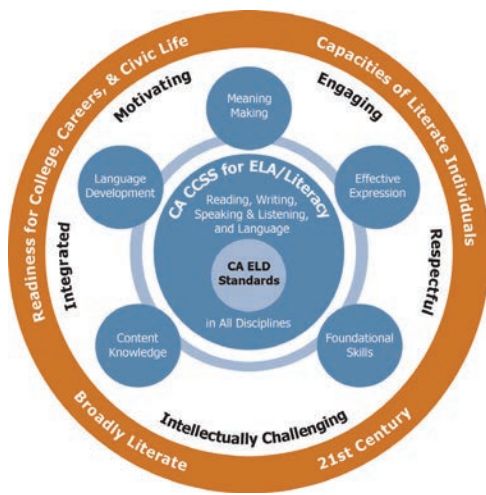 Readiness for College, Careers, & Civic Life
Capacities of Literate Individuals
Broadly Literate
21st Century
Motivating
Engaging
Integrated
Respectful
Intellectually Challenging
Meaning
Making
Language
Development
Effective
Expression
Content
Knowledge
Foundational
Skills
CA CCSS for ELA/Literacy
Reading, Writing,
Speaking & Listening,
and Language
CA ELD
Standards
in All Disciplines